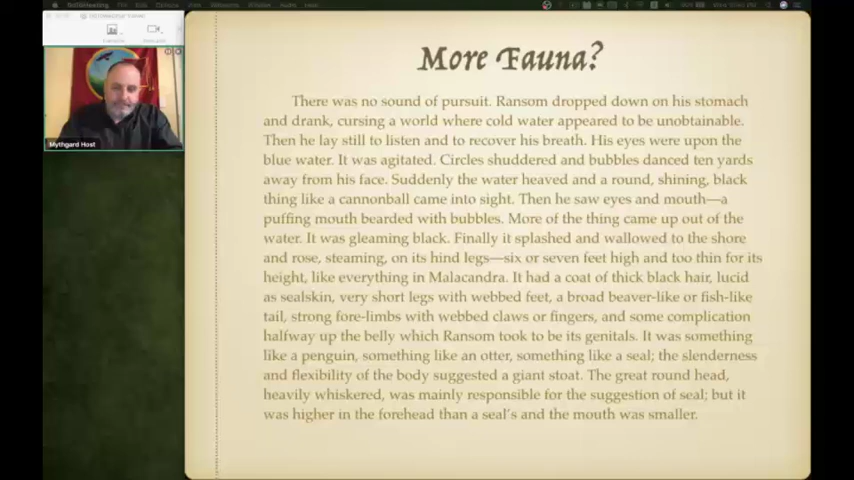 More Fauna?
There was no sound of pursuit. Ransom dropped down on his stomach
and drank, cursing a world where cold water appeared to be unobtainable.
Then he lay still to listen and to recover his breath. His eyes were upon the
blue water. It was agitated. Circles shuddered and bubbles danced ten yards
away from his face. Suddenly the water heaved and a round, shining, black
thing like a cannonball came into sight. Then he saw eyes and mouth—a
puffing mouth bearded with bubbles. More of the thing came up out of the
water. It was gleaming black. Finally it splashed and wallowed to the shore
and rose, steaming, on its hind legs—six or seven feet high and too thin for its
height, like everything in Malacandra. It had a coat of thick black hair, lucid
as sealskin, very short legs with webbed feet, a broad beaver-like or fish-like
tail, strong fore-limbs with webbed claws or fingers, and some complication
halfway up the belly which Ransom took to be its genitals. It was something
like a penguin, something like an otter, something like a seal; the slenderness
and flexibility of the body suggested a giant stoat. The great round head,
heavily whiskered, was mainly responsible for the suggestion of seal; but it
was higher in the forehead than a seal's and the mouth was smaller.
Mythgard Host